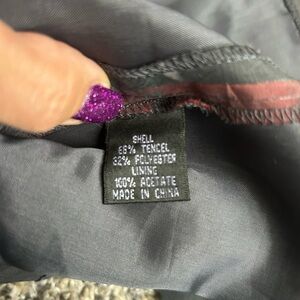 SHELL
68% TENCEL
32% POLYESTER
LINING
100% ACETATE
MADE IN CHINA